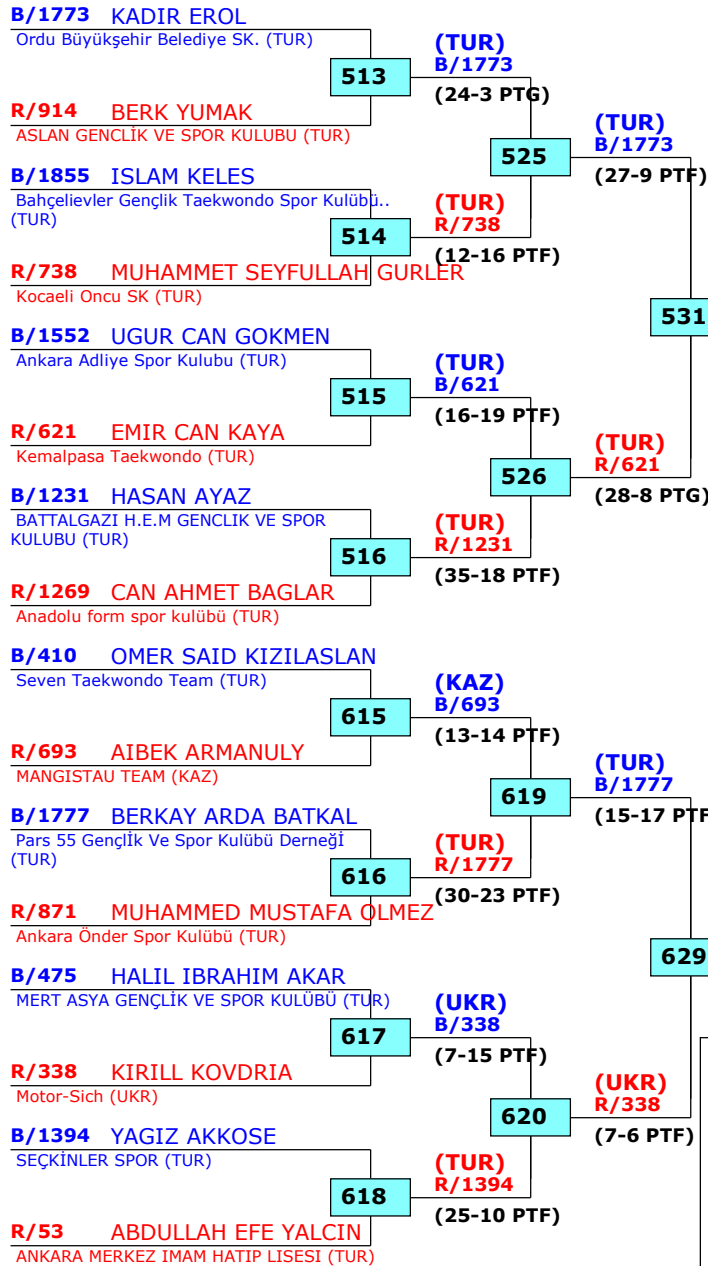 B/1773 KADIR EROL
Ordu Büyükşehir Belediye SK. (TUR)
513
R/914 BERK YUMAK
ASLAN GENCLİK VE SPOR KULUBU (TUR)
(TUR)
B/1773
(24-3 PTG)
525
B/1855 ISLAM KELES
Bahçelievler Gençlik Taekwondo Spor Kulübü..
(TUR)
514
R/738 MUHAMMET SEYFULLAH GURLER
Kocaeli Oncu SK (TUR)
(TUR)
R/738
(12-16 PTF)
(TUR)
B/1773
(27-9 PTF)
531
B/1552 UGUR CAN GOKMEN
Ankara Adliye Spor Kulubu (TUR)
515
R/621 EMIR CAN KAYA
Kemalpasa Taekwondo (TUR)
(TUR)
B/621
(16-19 PTF)
526
B/1231 HASAN AYAZ
BATTALGAZI H.E.M GENCLIK VE SPOR
KULUBU (TUR)
516
R/1269 CAN AHMET BAGLAR
Anadolu form spor kulübü (TUR)
(TUR)
R/1231
(35-18 PTF)
(TUR)
R/621
(28-8 PTG)
B/410 OMER SAID KIZILASLAN
Seven Taekwondo Team (TUR)
615
R/693 AIBEK ARMANULY
MANGISTAU TEAM (KAZ)
(KAZ)
B/693
(13-14 PTF)
619
B/1777 BERKAY ARDA BATKAL
Pars 55 Gençlİk Ve Spor Kulübü Derneği
(TUR)
616
R/871 MUHAMMED MUSTAFA OLMEZ
Ankara Önder Spor Kulübü (TUR)
(TUR)
R/1777
(30-23 PTF)
(TUR)
B/1777
(15-17 PTF
629
B/475 HALIL IBRAHIM AKAR
MERT ASYA GENÇLİK VE SPOR KULÜBÜ (TUR)
617
R/338 KIRILL KOVDRIA
Motor-Sich (UKR)
(UKR)
B/338
(7-15 PTF)
620
B/1394 YAGIZ AKKOSE
SEÇKİNLER SPOR (TUR)
618
R/53 ABDULLAH EFE YALCIN
ANKARA MERKEZ IMAM HATIP LISESI (TUR)
(TUR)
R/1394
(25-10 PTF)
(UKR)
R/338
(7-6 PTF)